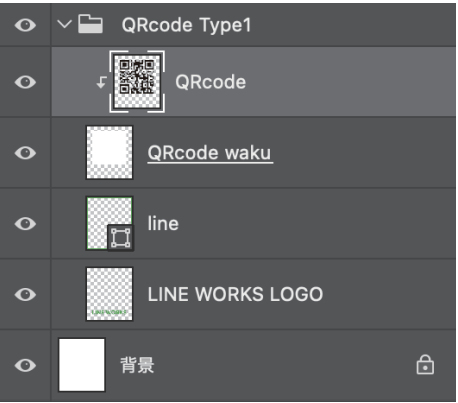 QRcode Type1
QRcode
QRcode waku
line
LINE WORKS LOGO
背景